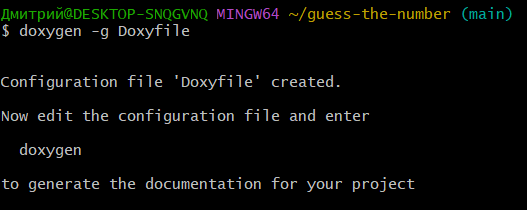 Дмитрий@DESKTOP-SNQGVNQ MINGW64 ~/guess-the-number (main)
$ doxygen -g Doxyfile
Configuration file 'Doxyfile' created.
Now edit the configuration file and enter
doxygen
to generate the documentation for your project